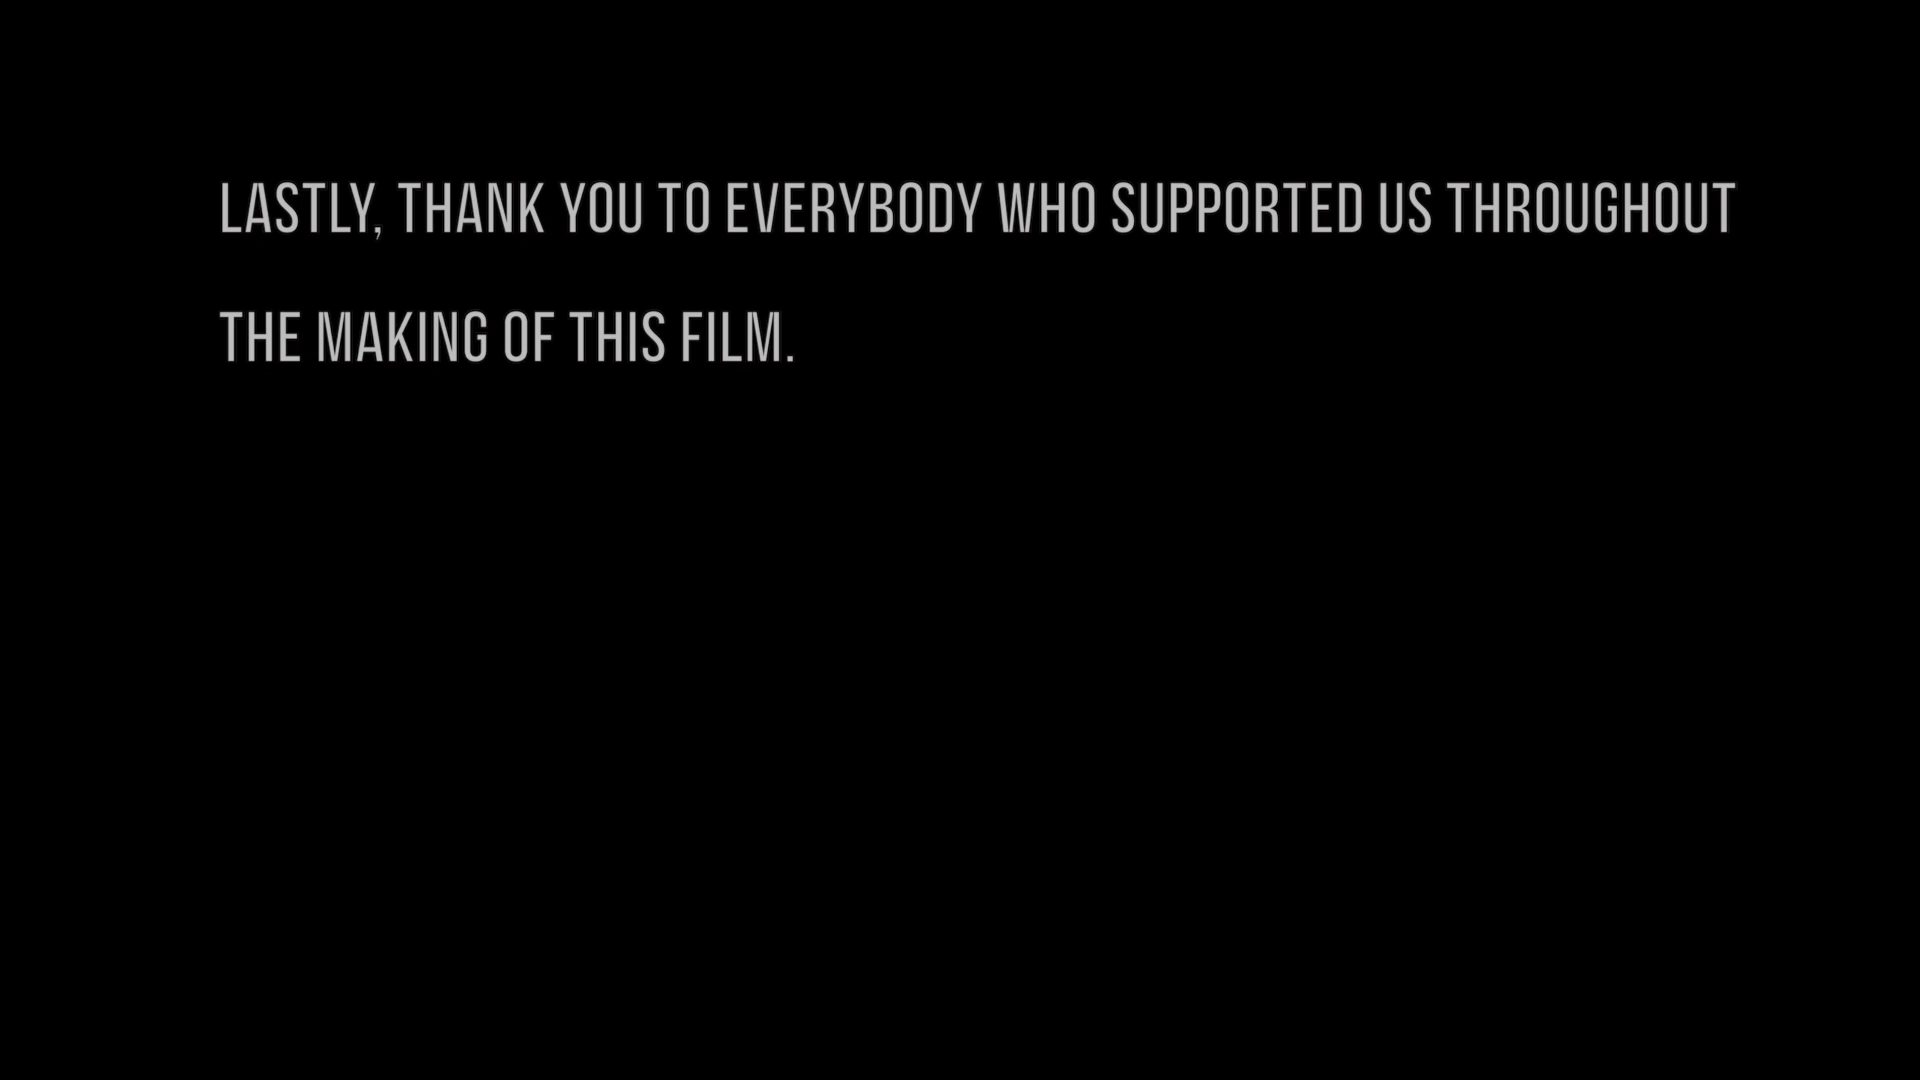 LASTLY, THANK YOU TO EVERYBODY WHO SUPPORTED US THROUGHOUT
THE MAKING OF THIS FILM.